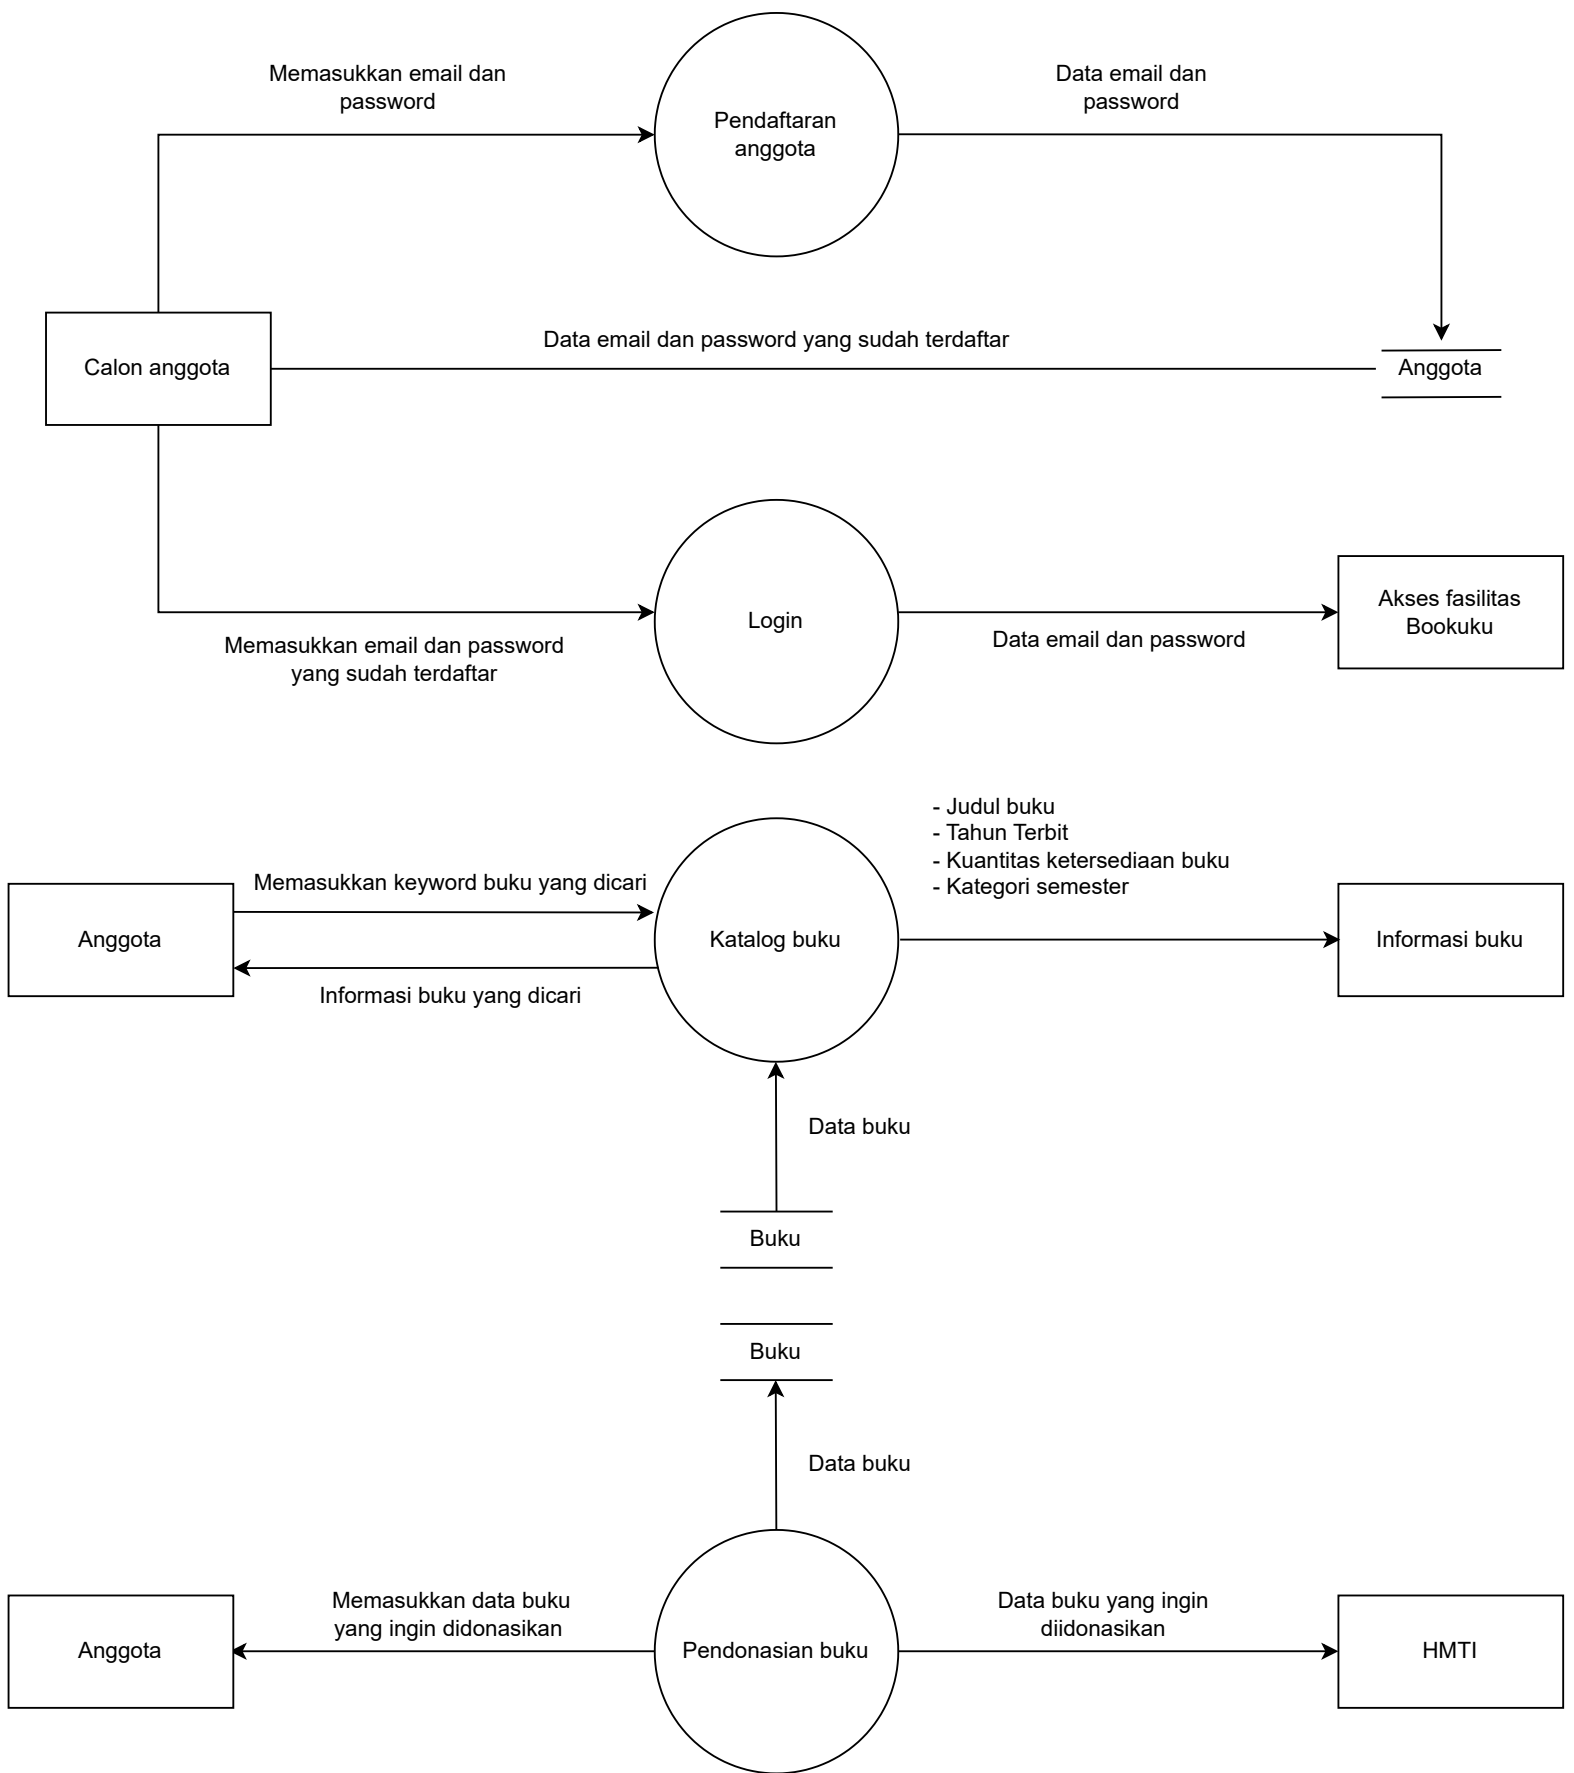 Memasukkan email dan
password
Data email dan
password
Pendaftaran
anggota
Data email dan password yang sudah terdaftar
Calon anggota
Anggota
Login
Akses fasilitas
Bookuku
Memasukkan email dan password
yang sudah terdaftar
Data email dan password
- Judul buku
- Tahun Terbit
- Kuantitas ketersediaan buku
- Kategori semester
Memasukkan keyword buku yang dicari
Anggota
Katalog buku
Informasi buku
Informasi buku yang dicari
Data buku
Buku
Buku
Data buku
Memasukkan data buku
yang ingin didonasikan
Data buku yang ingin
diidonasikan
Anggota
Pendonasian buku
HMTI